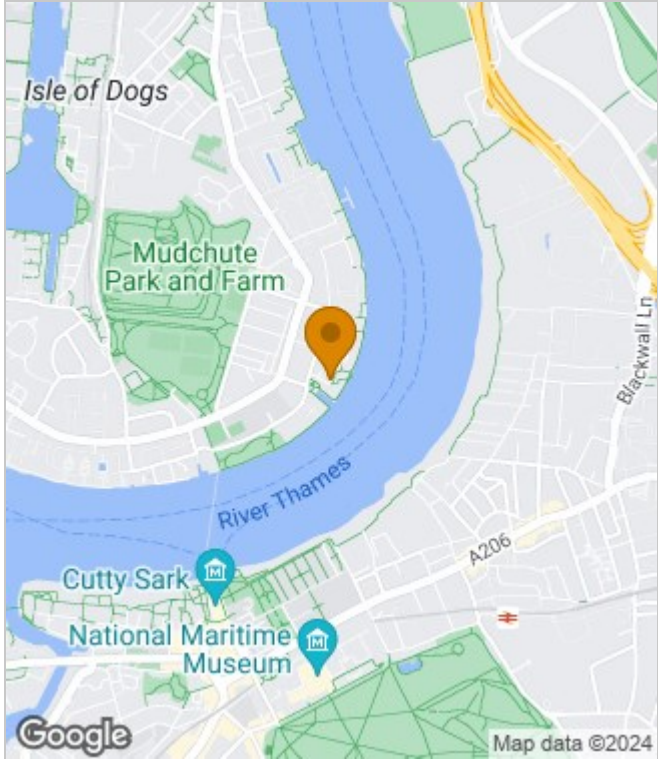 Isle of Dogs
Mudchute
Park and Farm
Blackwall Ln
River Thames
A206
Cutty Sark
M
National Maritime
Museum
M
Google
Map data ©2024